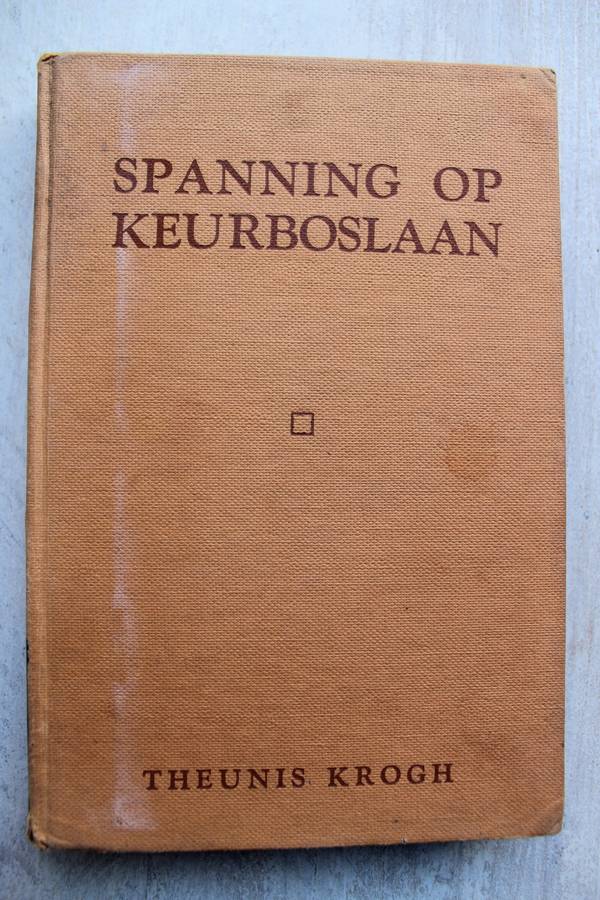 SPANNING OP
KEURBOSLAAN
THEUNIS KROGH